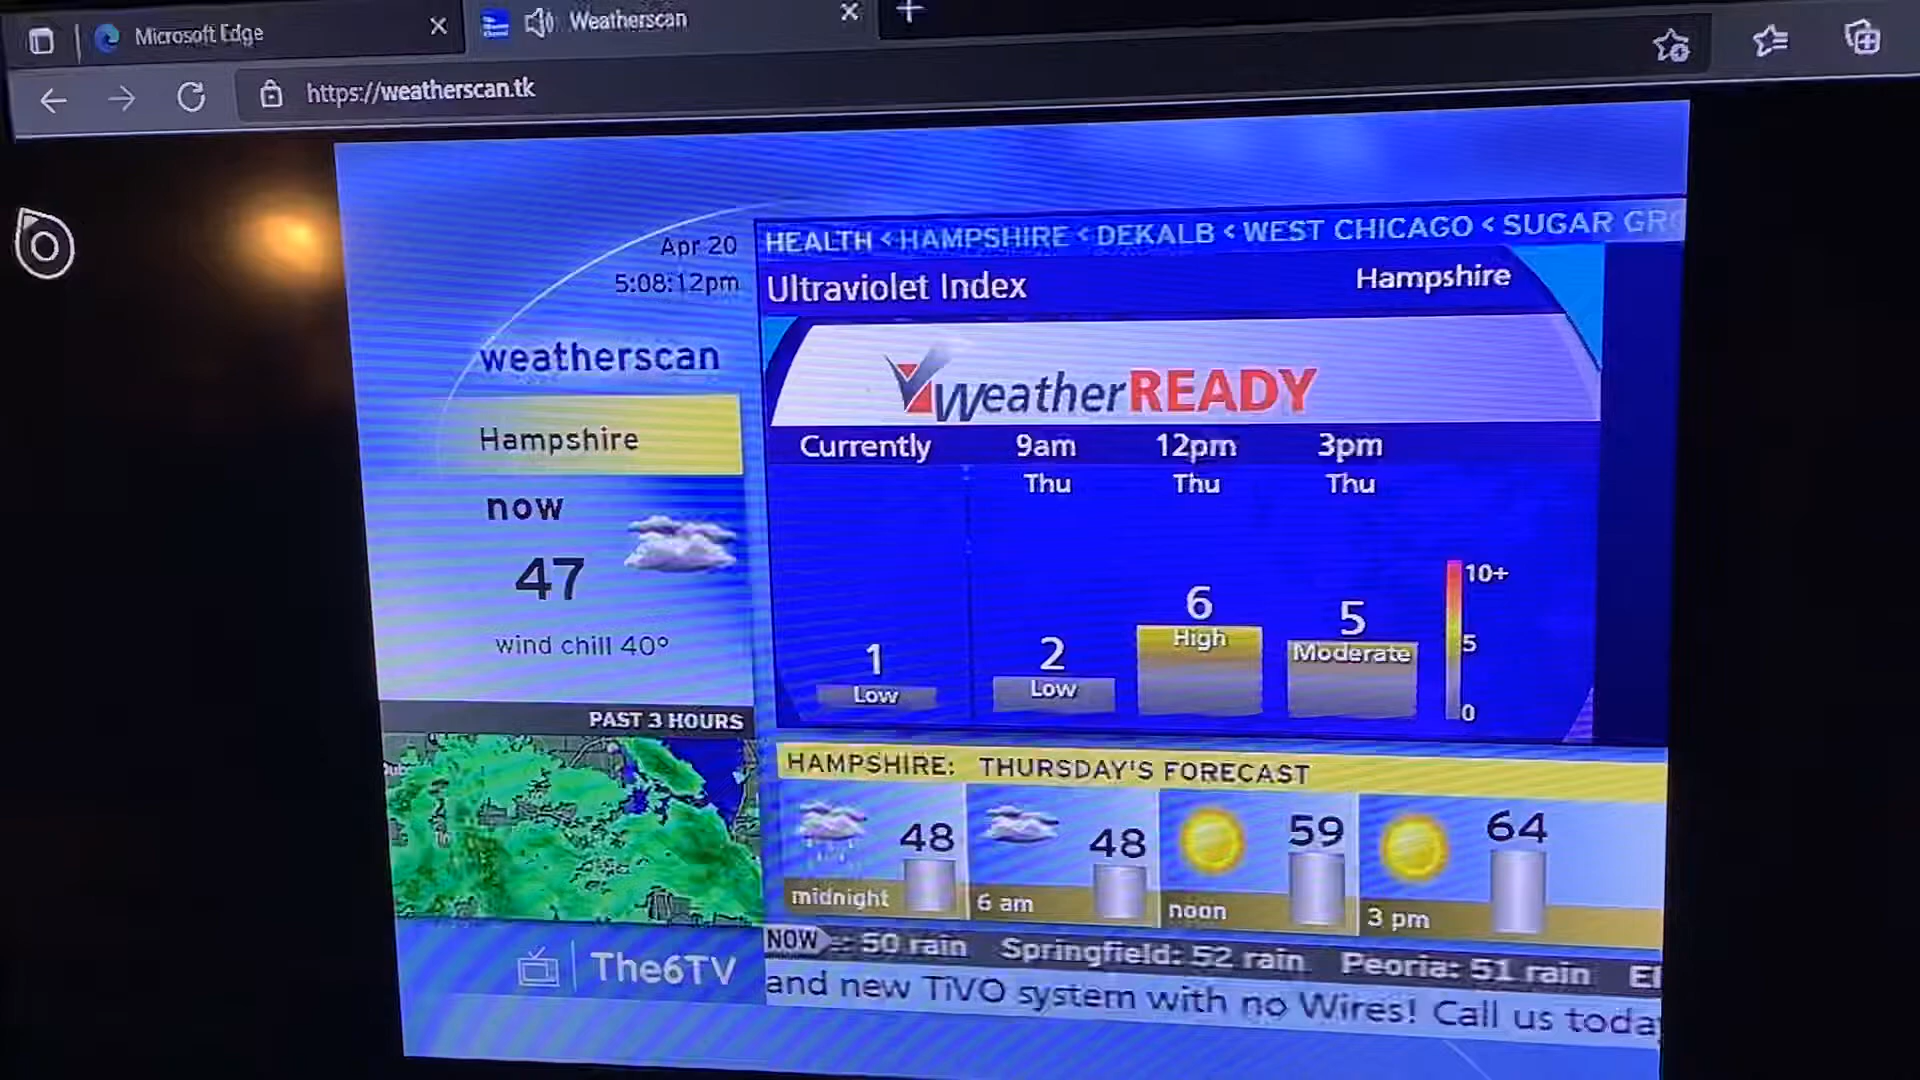 Microsoft Edge
Weatherscan
https://weatherscan.tk
Apr 20
5:08:12pm
HEALTH < HAMPSHIRE < DEKALB < WEST CHICAGO < SUGAR GRO
Ultraviolet Index
Hampshire
weatherscan
WeatherREADY
Hampshire
Currently 9am 12pm 3pm
Thu Thu Thu
now
47
wind chill 40°
10+
5
0
1 2 6 5
Low Low High Moderate
PAST 3 HOURS
HAMPSHIRE: THURSDAY'S FORECAST
48 48 59 64
midnight 6 am noon 3 pm
NOW : 50 rain Springfield: 52 rain Peoria: 51 rain El
The6TV
and new TiVO system with no Wires! Call us toda